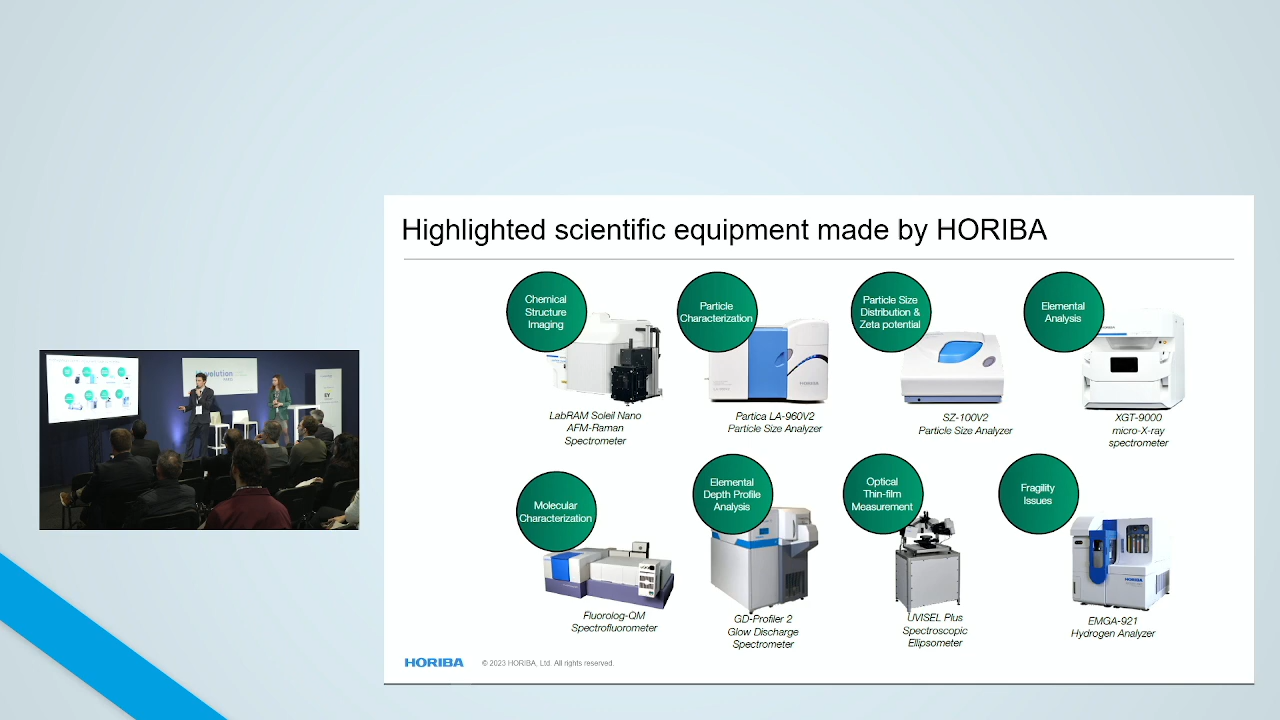 Highlighted scientific equipment made by HORIBA
Chemical
Structure
Imaging
LabRAM Soleil Nano
AFM-Raman
Spectrometer
Particle
Characterization
Partica LA-960V2
Particle Size Analyzer
Particle Size
Distribution &
Zeta potential
SZ-100V2
Particle Size Analyzer
Elemental
Analysis
XGT-9000
micro-X-ray
spectrometer
Molecular
Characterization
Fluorolog-QM
Spectrofluorometer
Elemental
Depth Profile
Analysis
GD-Profiler 2
Glow Discharge
Spectrometer
Optical
Thin-film
Measurement
UVISEL Plus
Spectroscopic
Ellipsometer
Fragility
Issues
HORIBA
EMGA-921
Hydrogen Analyzer
HORIBA
© 2023 HORIBA, Ltd. All rights reserved.
EY